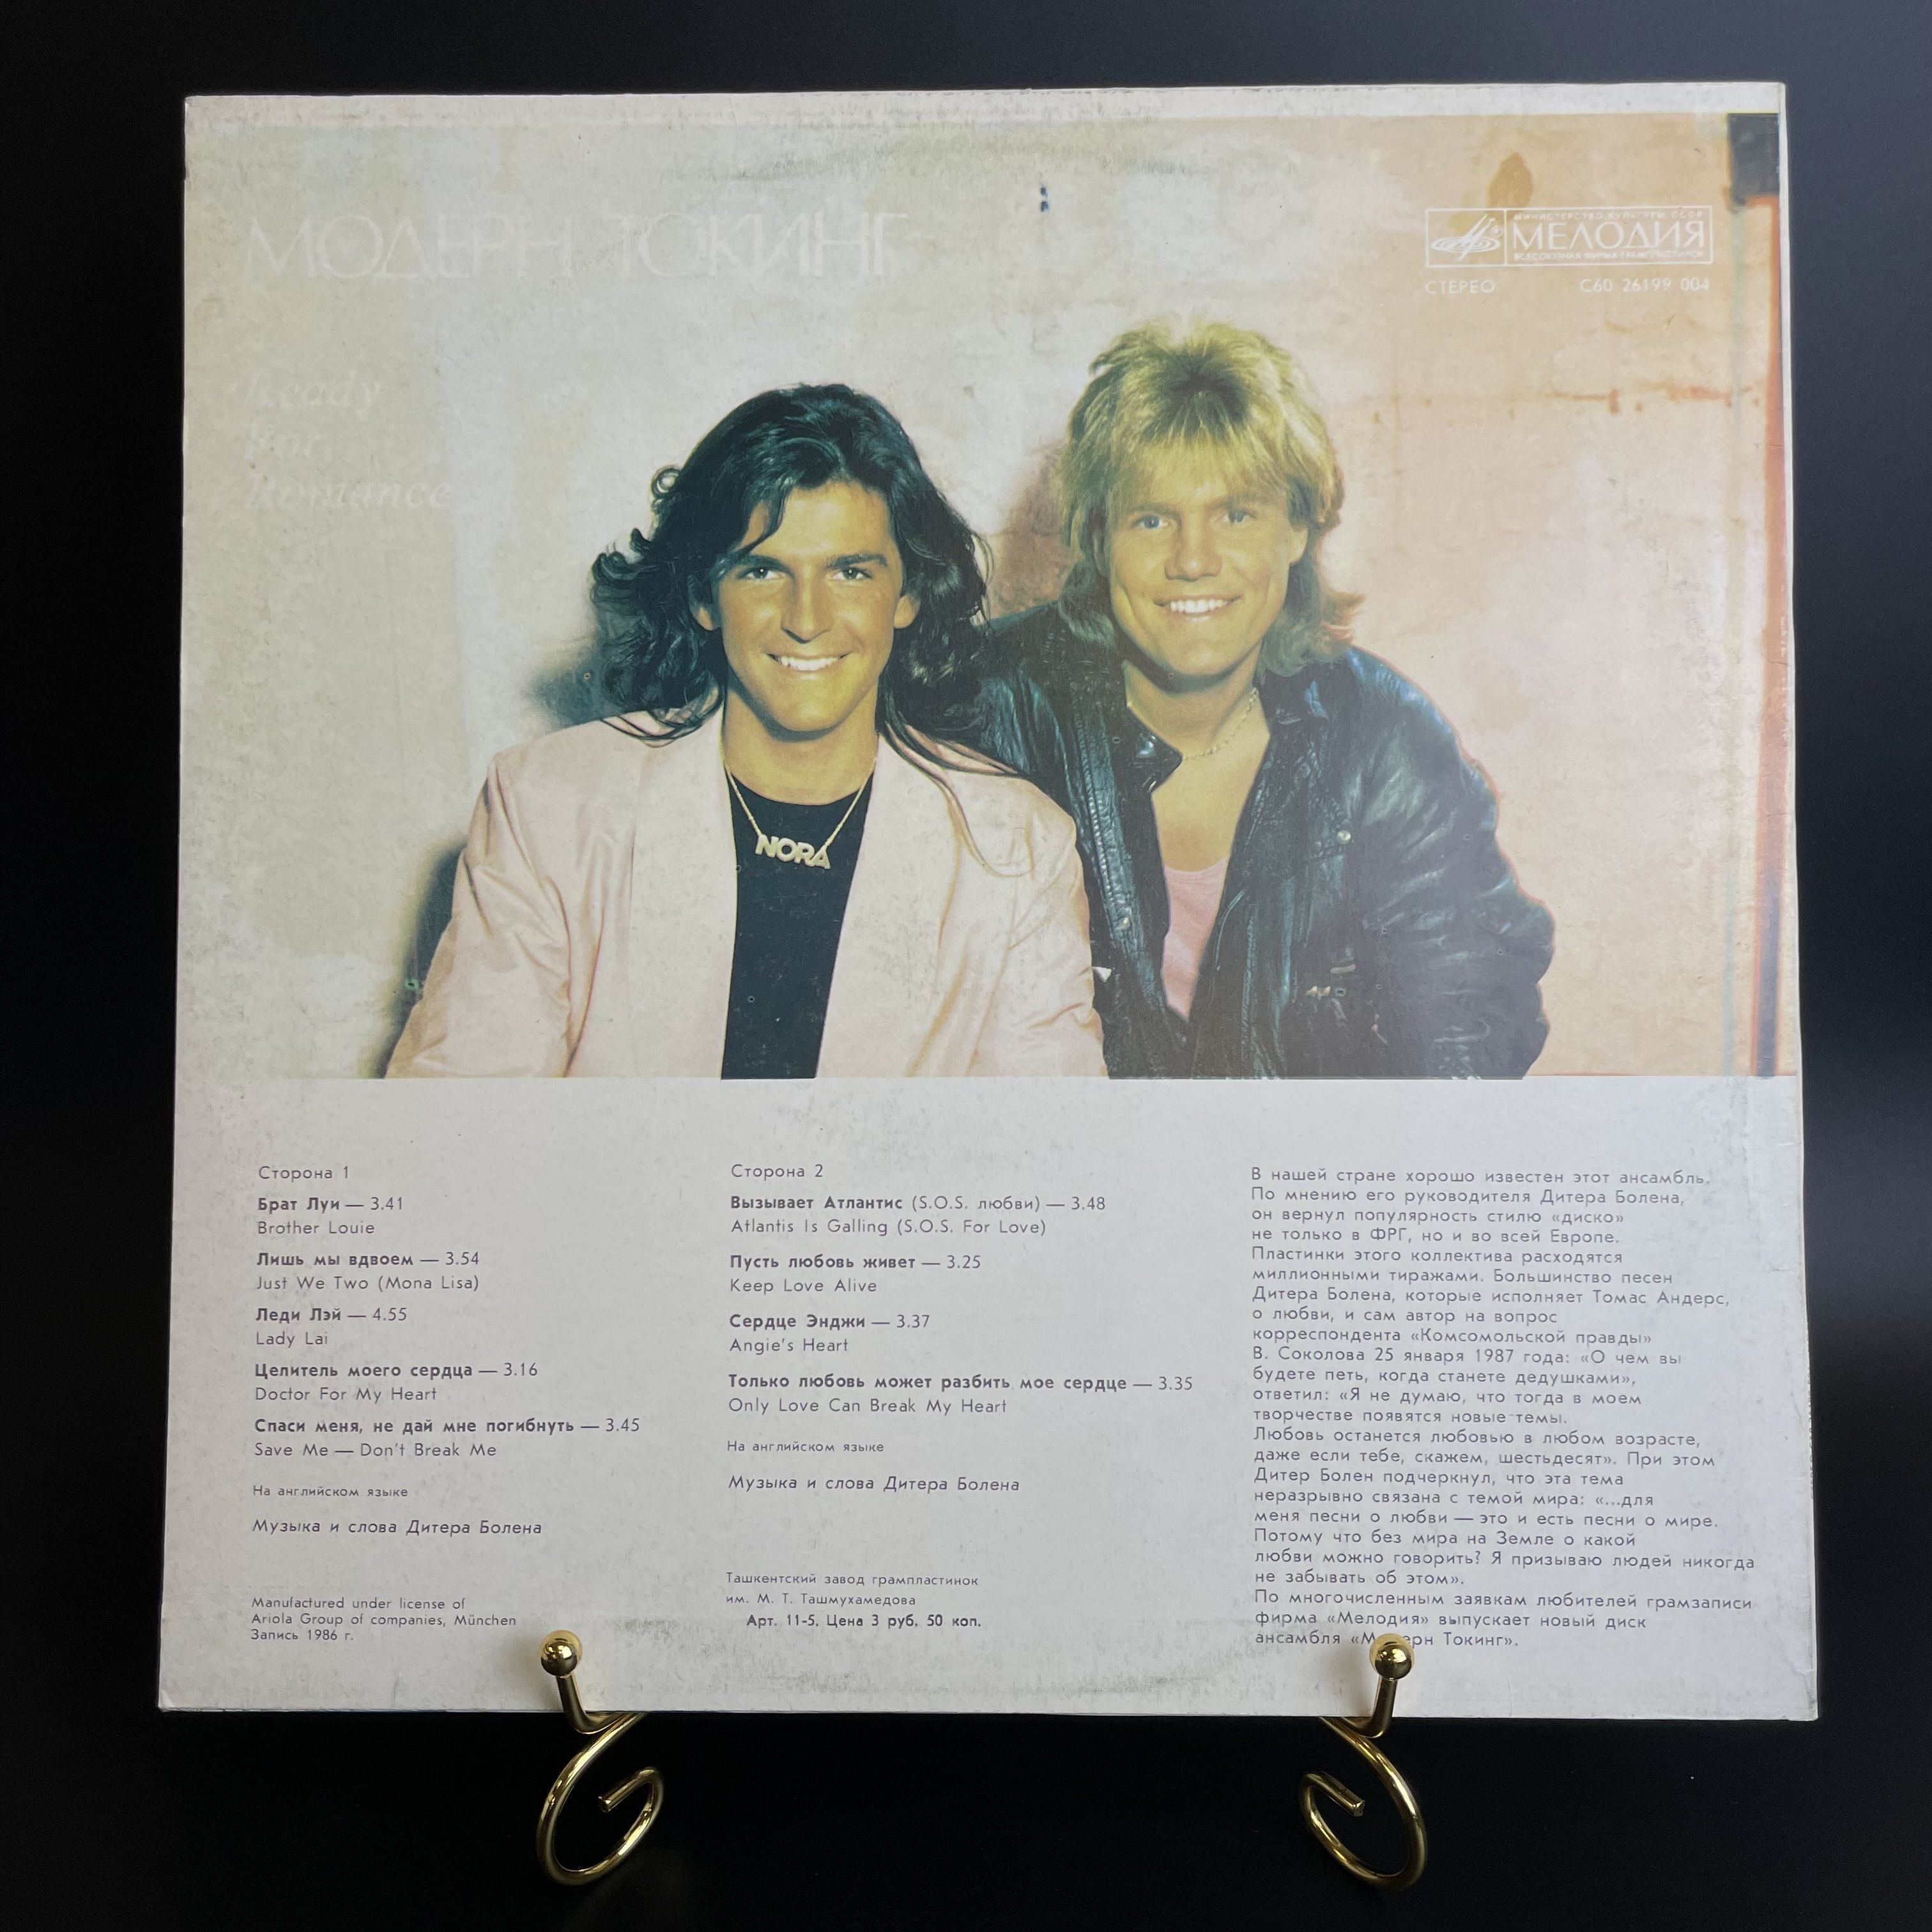 МОДЕРН ТОКИНГ
МИНИСТЕРСТВО КУЛЬТУРЫ СССР
МЕЛОДИЯ
ВСЕСОЮЗНАЯ ФИРМА ГРАМПЛАСТИНОК
СТЕРЕО С60 26199 004
Ready
For
Romance
NORA
Сторона 1
Брат Луи — 3.41
Brother Louie
Лишь мы вдвоем — 3.54
Just We Two (Mona Lisa)
Леди Лэй — 4.55
Lady Lai
Целитель моего сердца — 3.16
Doctor For My Heart
Спаси меня, не дай мне погибнуть — 3.45
Save Me — Don't Break Me
На английском языке
Музыка и слова Дитера Болена
Manufactured under license of
Ariola Group of companies, München
Запись 1986 г.
Сторона 2
Вызывает Атлантис (S.O.S. любви) — 3.48
Atlantis Is Galling (S.O.S. For Love)
Пусть любовь живет — 3.25
Keep Love Alive
Сердце Энджи — 3.37
Angie's Heart
Только любовь может разбить мое сердце — 3.35
Only Love Can Break My Heart
На английском языке
Музыка и слова Дитера Болена
Ташкентский завод грампластинок
им. М. Т. Ташмухамедова
Арт. 11-5. Цена 3 руб. 50 коп.
В нашей стране хорошо известен этот ансамбль.
По мнению его руководителя Дитера Болена,
он вернул популярность стилю «диско»
не только в ФРГ, но и во всей Европе.
Пластинки этого коллектива расходятся
миллионными тиражами. Большинство песен
Дитера Болена, которые исполняет Томас Андерс,
о любви, и сам автор на вопрос
корреспондента «Комсомольской правды»
В. Соколова 25 января 1987 года: «О чем вы
будете петь, когда станете дедушками»,
ответил: «Я не думаю, что тогда в моем
творчестве появятся новые темы.
Любовь останется любовью в любом возрасте,
даже если тебе, скажем, шестьдесят». При этом
Дитер Болен подчеркнул, что эта тема
неразрывно связана с темой мира: «...для
меня песни о любви — это и есть песни о мире.
Потому что без мира на Земле о какой
любви можно говорить? Я призываю людей никогда
не забывать об этом».
По многочисленным заявкам любителей грамзаписи
фирма «Мелодия» выпускает новый диск
ансамбля Токинг».